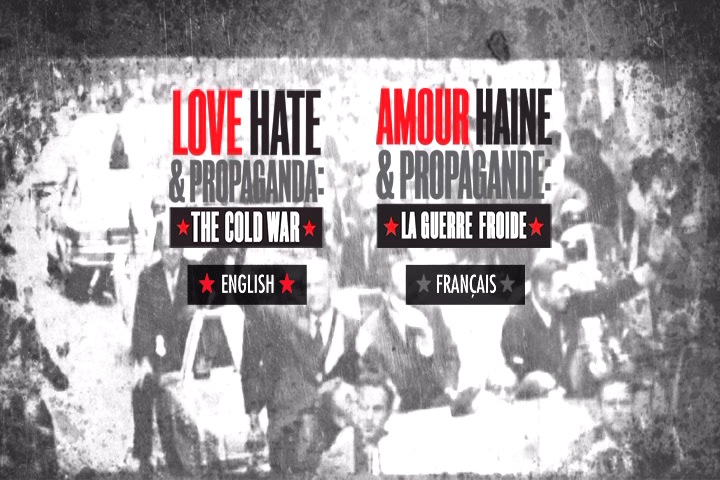 LOVE HATE
& PROPAGANDA:
★ THE COLD WAR ★
★ ENGLISH ★
AMOUR HAINE
& PROPAGANDE:
★ LA GUERRE FROIDE ★
★ FRANÇAIS ★